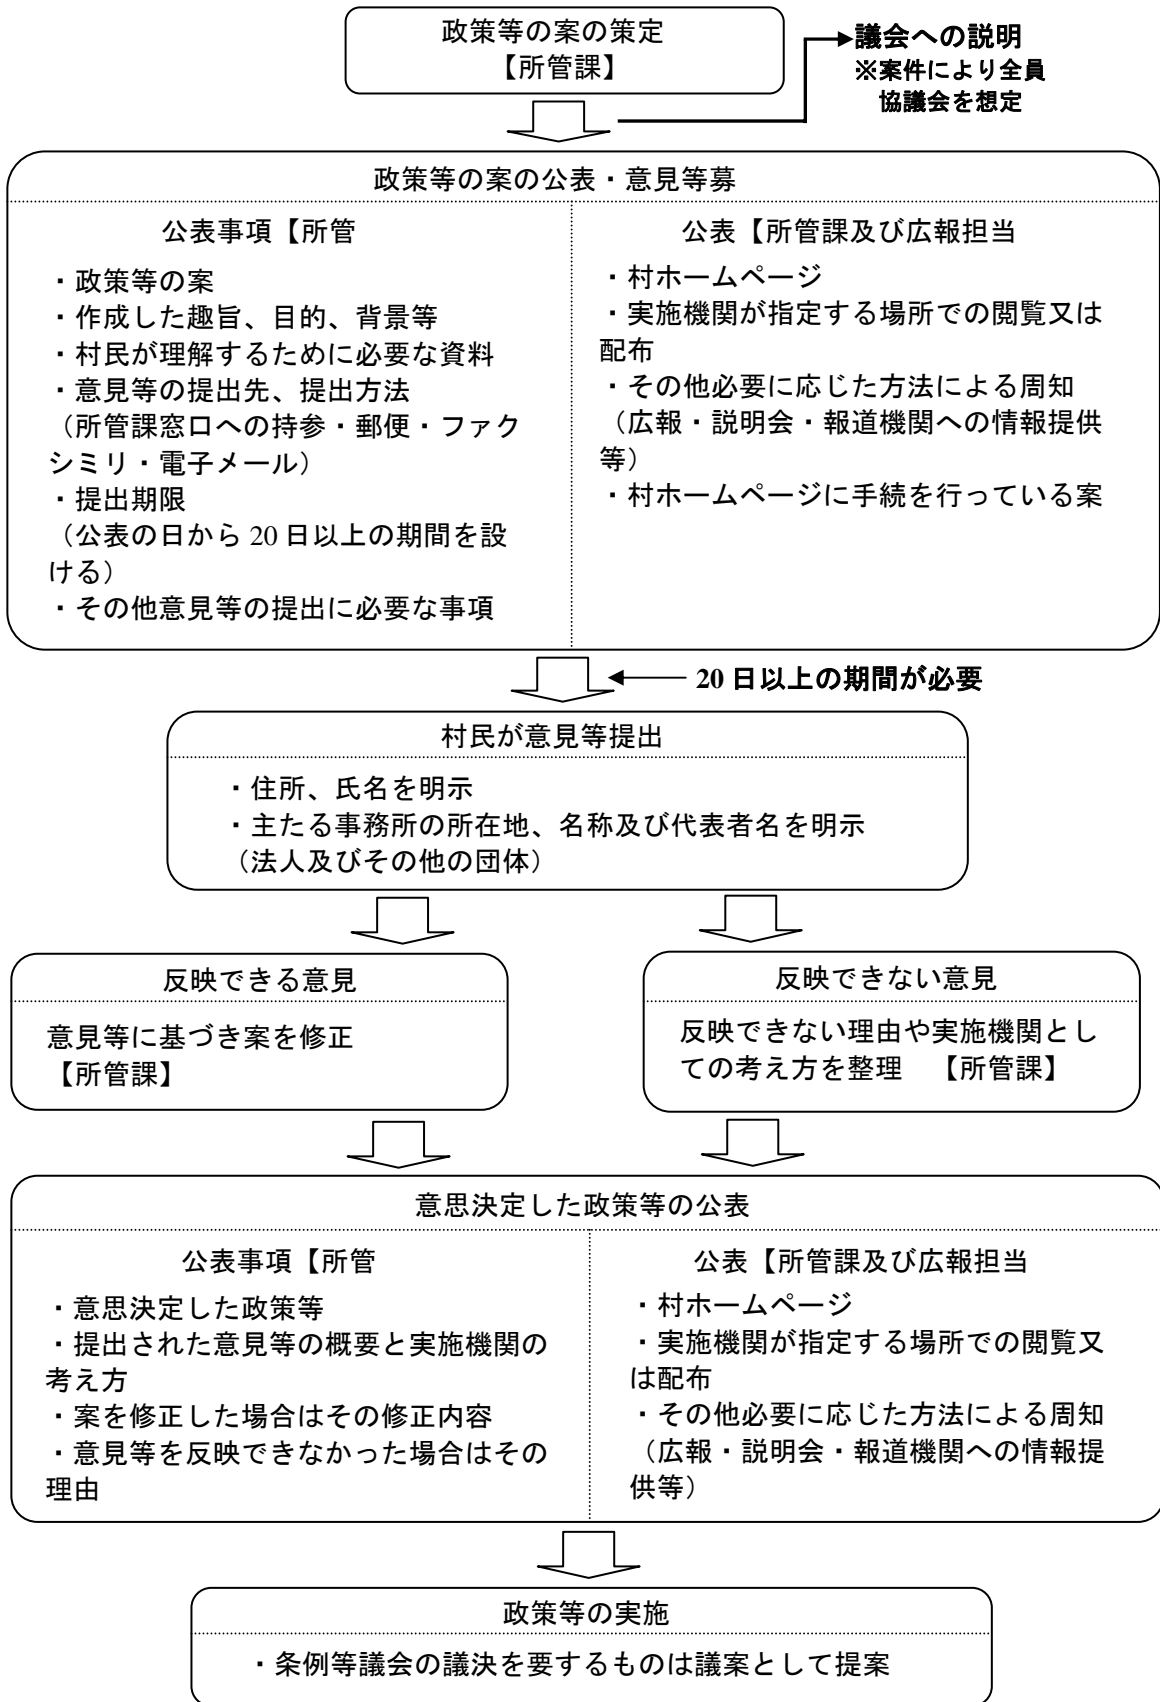 政策等の案の策定
【所管課】
議会への説明
※案件により全員
協議会を想定
政策等の案の公表・意見等募
公表事項【所管
・政策等の案
・作成した趣旨、目的、背景等
・村民が理解するために必要な資料
・意見等の提出先、提出方法
（所管課窓口への持参・郵便・ファク
シミリ・電子メール）
・提出期限
（公表の日から 20 日以上の期間を設
ける）
・その他意見等の提出に必要な事項
公表【所管課及び広報担当
・村ホームページ
・実施機関が指定する場所での閲覧又は
配布
・その他必要に応じた方法による周知
（広報・説明会・報道機関への情報提供
等）
・村ホームページに手続を行っている案
20 日以上の期間が必要
村民が意見等提出
・住所、氏名を明示
・主たる事務所の所在地、名称及び代表者名を明示
（法人及びその他の団体）
反映できる意見
意見等に基づき案を修正
【所管課】
反映できない意見
反映できない理由や実施機関とし
ての考え方を整理　【所管課】
意思決定した政策等の公表
公表事項【所管
・意思決定した政策等
・提出された意見等の概要と実施機関の
考え方
・案を修正した場合はその修正内容
・意見等を反映できなかった場合はその
理由
公表【所管課及び広報担当
・村ホームページ
・実施機関が指定する場所での閲覧又
は配布
・その他必要に応じた方法による周知
（広報・説明会・報道機関への情報提
供等）
政策等の実施
・条例等議会の議決を要するものは議案として提案